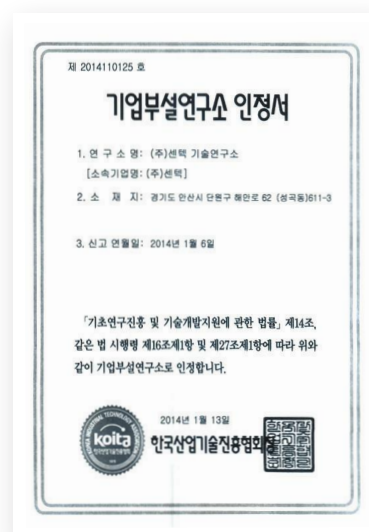 제 2014110125 호
기업부설연구소 인정서
1. 연 구 소 명: (주)센텍 기술연구소
[소속기업명: (주)센텍]
2. 소 재 지: 경기도 안산시 단원구 해안로 62 (성곡동)611-3
3. 신고 연월일: 2014년 1월 6일
「기초연구진흥 및 기술개발지원에 관한 법률」 제14조,
같은 법 시행령 제16조제1항 및 제27조제1항에 따라 위와
같이 기업부설연구소로 인정합니다.
2014년 1월 13일
koita
한국산업기술진흥협회장